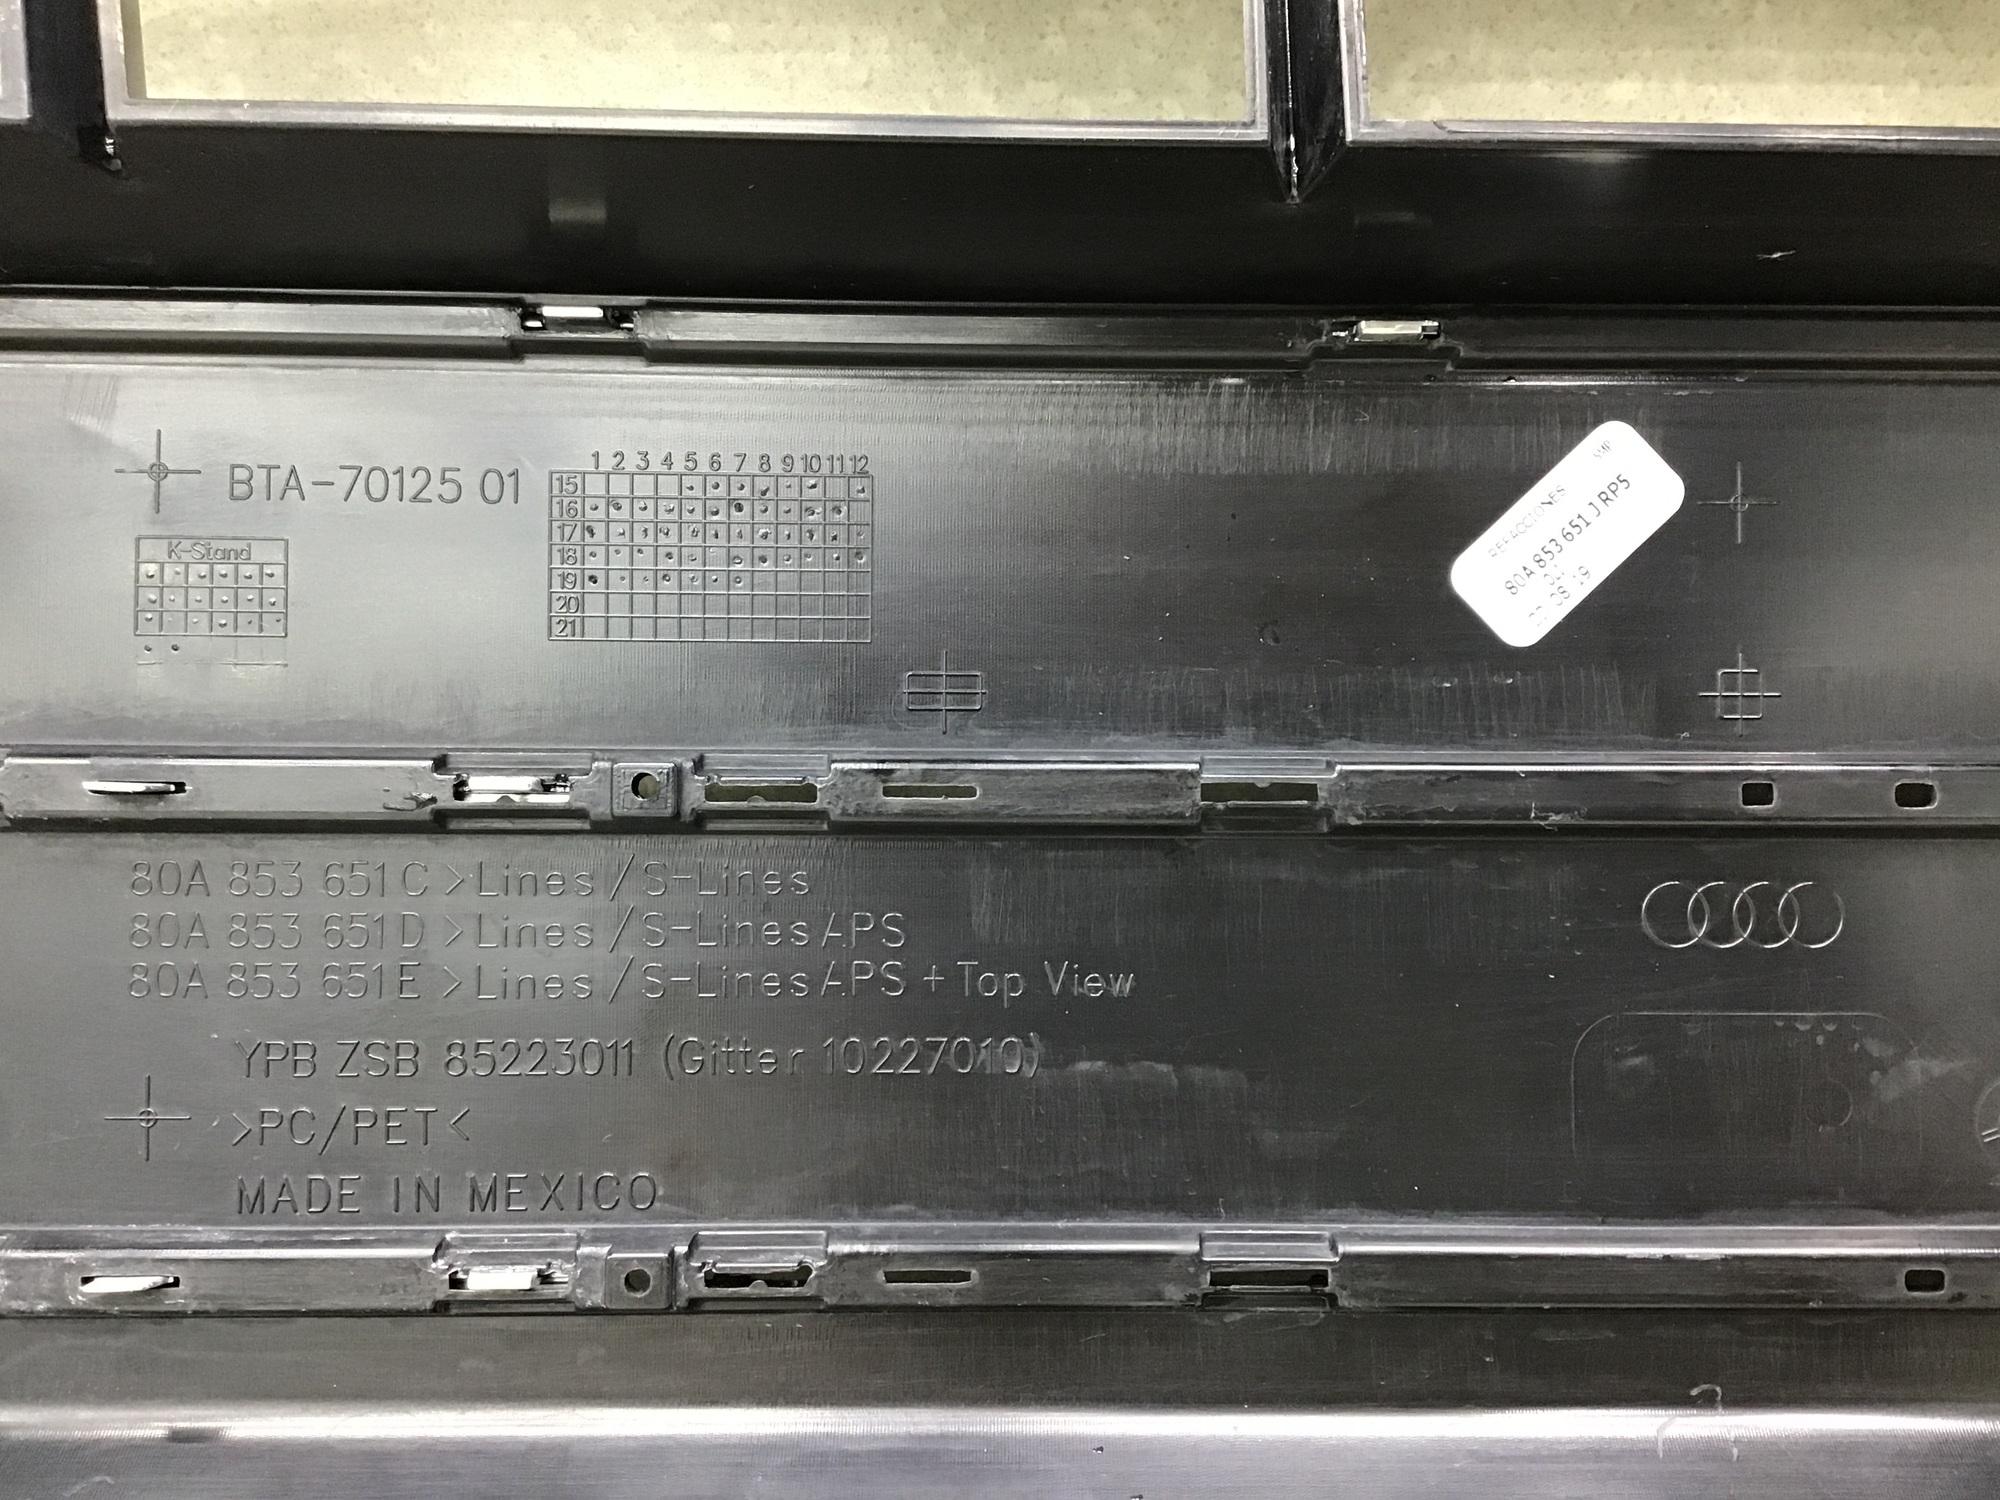 BTA-70125 01
1 2 3 4 5 6 7 8 9 10 11 12
15
16
17
18
19
20
21
K-Stand
REFACCIONES
80A 853 651 J RP5
80A 853 651 C >Lines / S-Lines
80A 853 651 D >Lines / S-Lines APS
80A 853 651 E >Lines / S-Lines APS + Top View
YPB ZSB 85223011 (Gitter 10227010)
>PC/PET<
MADE IN MEXICO